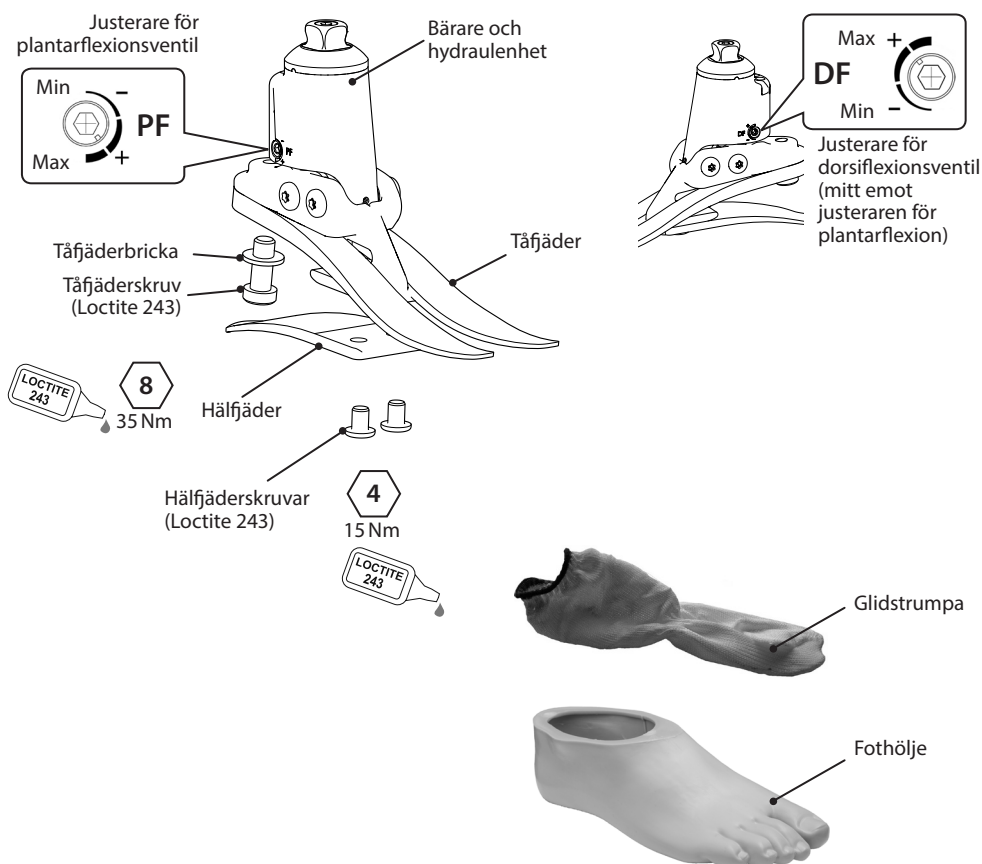 Justerare för
plantarflexionsventil
Min
−
PF
Max
+
PF
Bärare och
hydraulenhet
Max +
DF
Min −
DF
Justerare för
dorsiflexionsventil
(mitt emot
justeraren för
plantarflexion)
Tåfjäderbricka
Tåfjäderskruv
(Loctite 243)
Tåfjäder
LOCTITE
243
8
35 Nm
Hälfjäder
Hälfjäderskruvar
(Loctite 243)
4
15 Nm
LOCTITE
243
Glidstrumpa
Fothölje